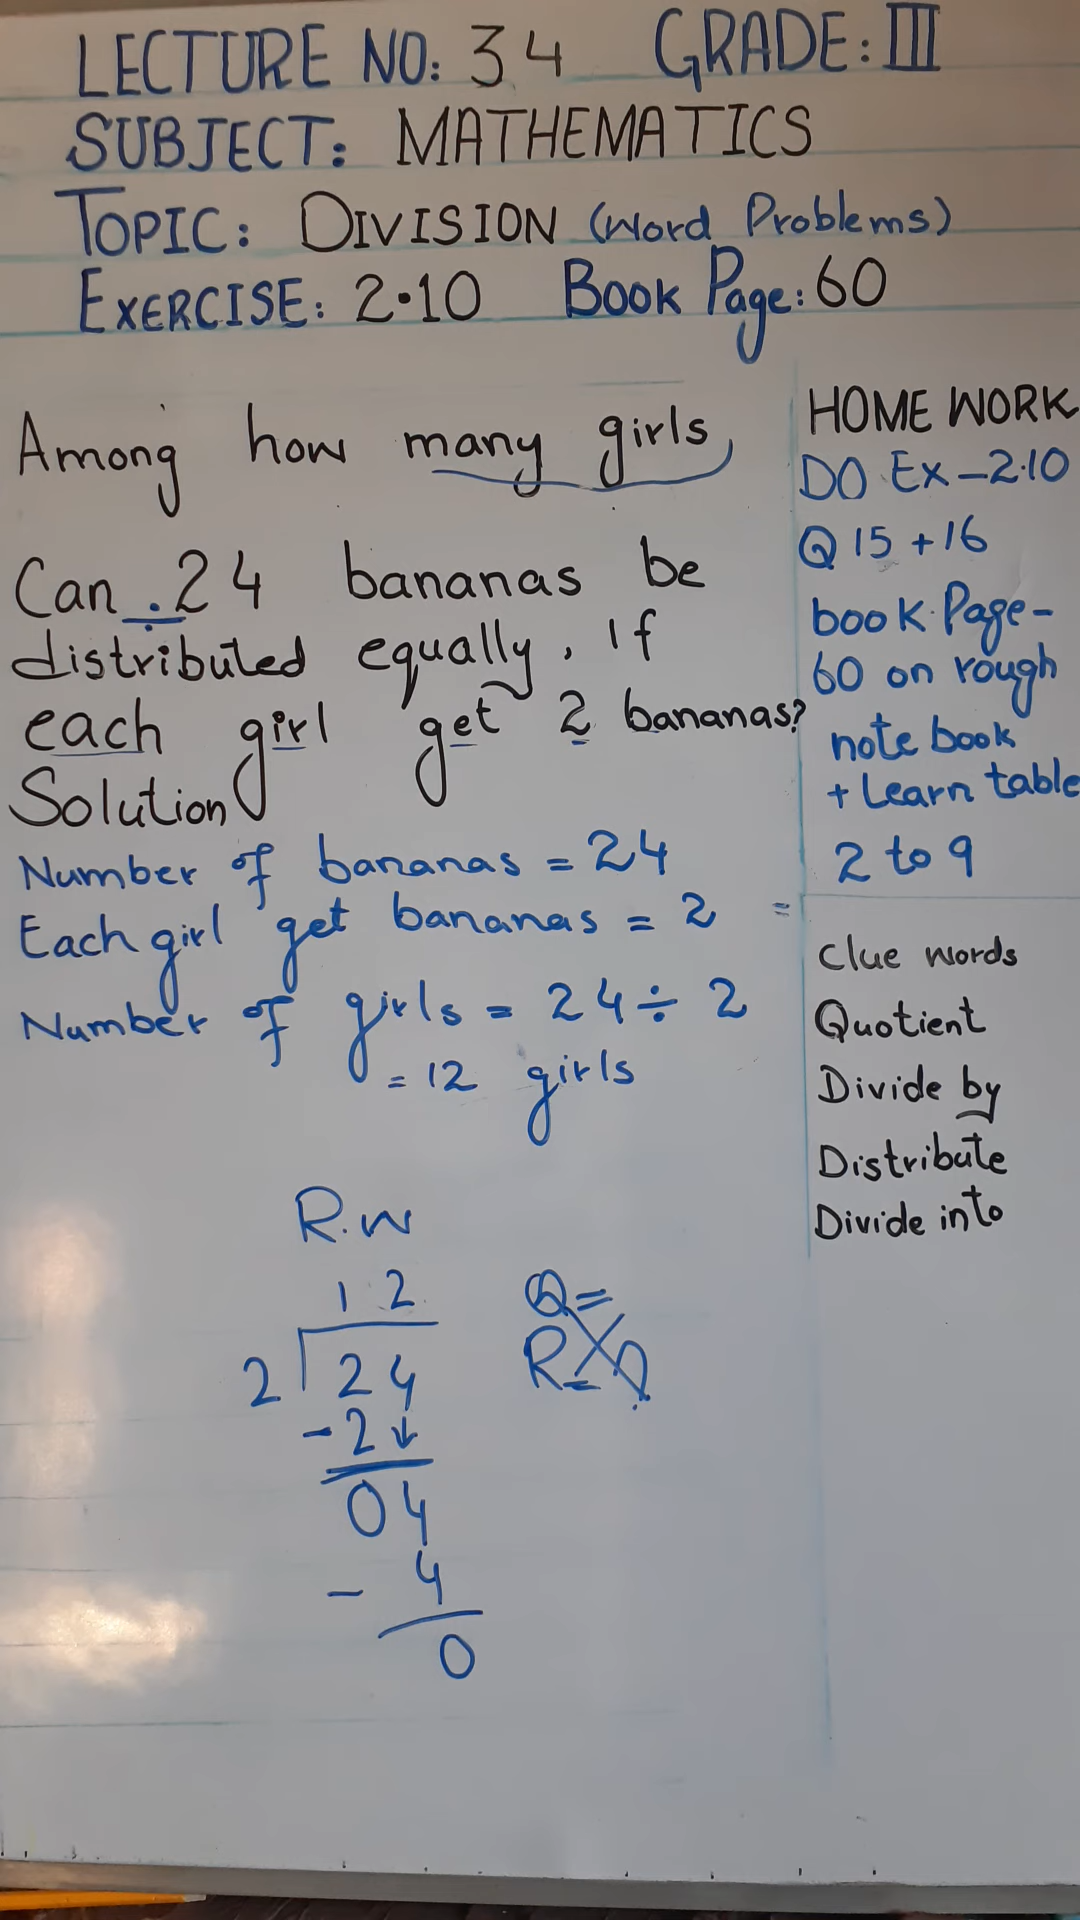 LECTURE NO: 34 GRADE: III
SUBJECT: MATHEMATICS
TOPIC: DIVISION (Word Problems)
EXERCISE: 2.10 BOOK Page: 60
Among how many girls,
Can ÷ 24 bananas be
distributed equally, If
each girl get 2 bananas?
Solution
Number of bananas = 24
Each girl get bananas = 2 =
Number of girls = 24 ÷ 2
= 12 girls
R.W
12
2 24
-2↓
04
- 4
0
Q=
R=
HOME WORK
DO Ex-2.10
Q 15 + 16
book Page-
60 on rough
note book
+ Learn table
2 to 9
Clue words
Quotient
Divide by
Distribute
Divide into